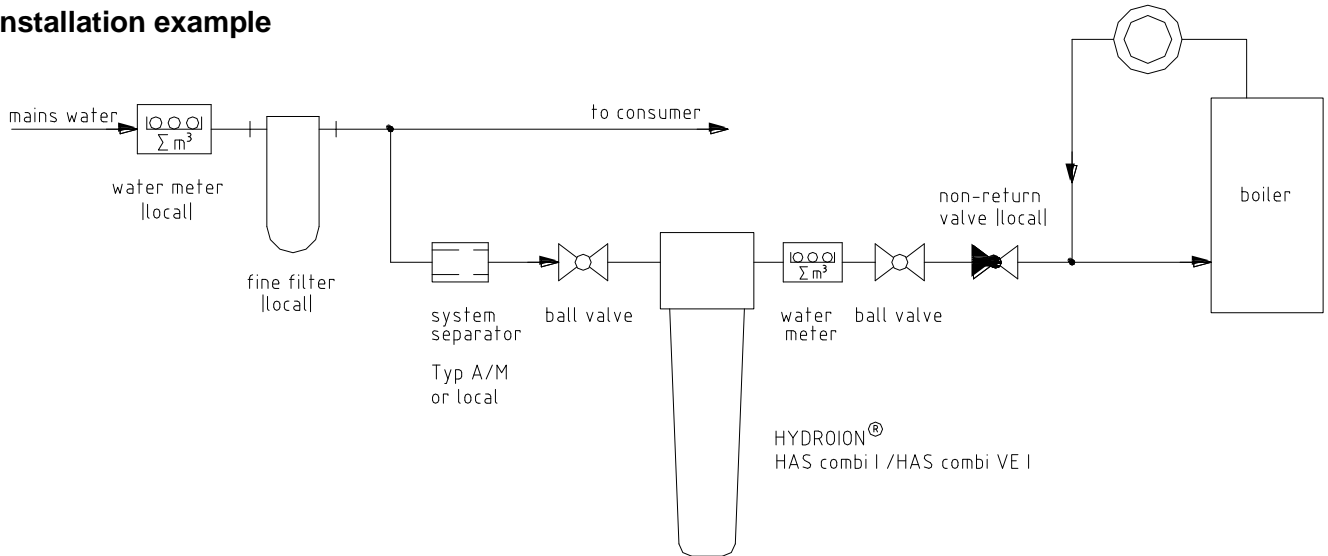 nstallation example
mains water
Σ m³
to consumer
water meter
|local|
fine filter
|local|
system
separator
Typ A/M
or local
ball valve
Σ m³
water
meter
ball valve
non-return
valve |local|
boiler
HYDROION®
HAS combi I / HAS combi VE I